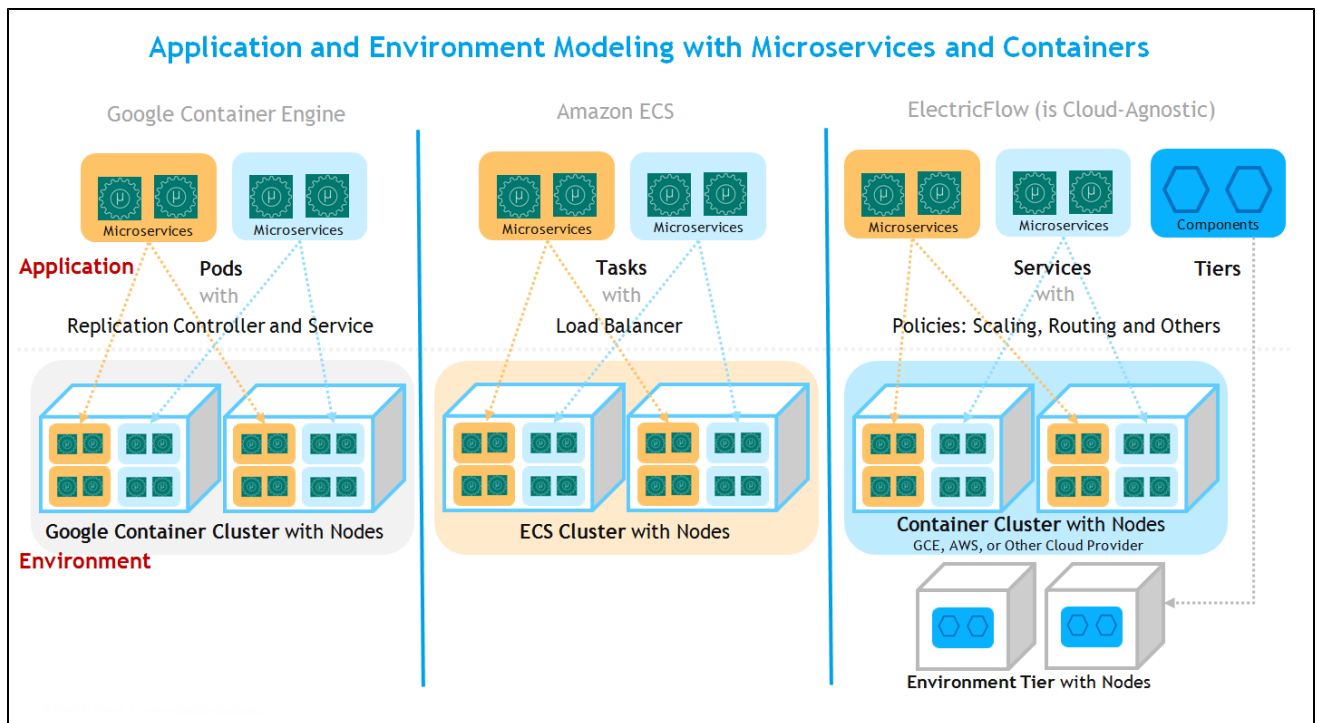 Application and Environment Modeling with Microservices and Containers
Google Container Engine
Amazon ECS
ElectricFlow (is Cloud-Agnostic)
µ
µ
Microservices
µ
µ
Microservices
µ
µ
Microservices
µ
µ
Microservices
µ
µ
Microservices
µ
µ
Microservices
Components
Application
Pods
with
Replication Controller and Service
Tasks
with
Load Balancer
Services
with
Policies: Scaling, Routing and Others
Tiers
Google Container Cluster with Nodes
ECS Cluster with Nodes
Container Cluster with Nodes
GCE, AWS, or Other Cloud Provider
Environment
Environment Tier with Nodes